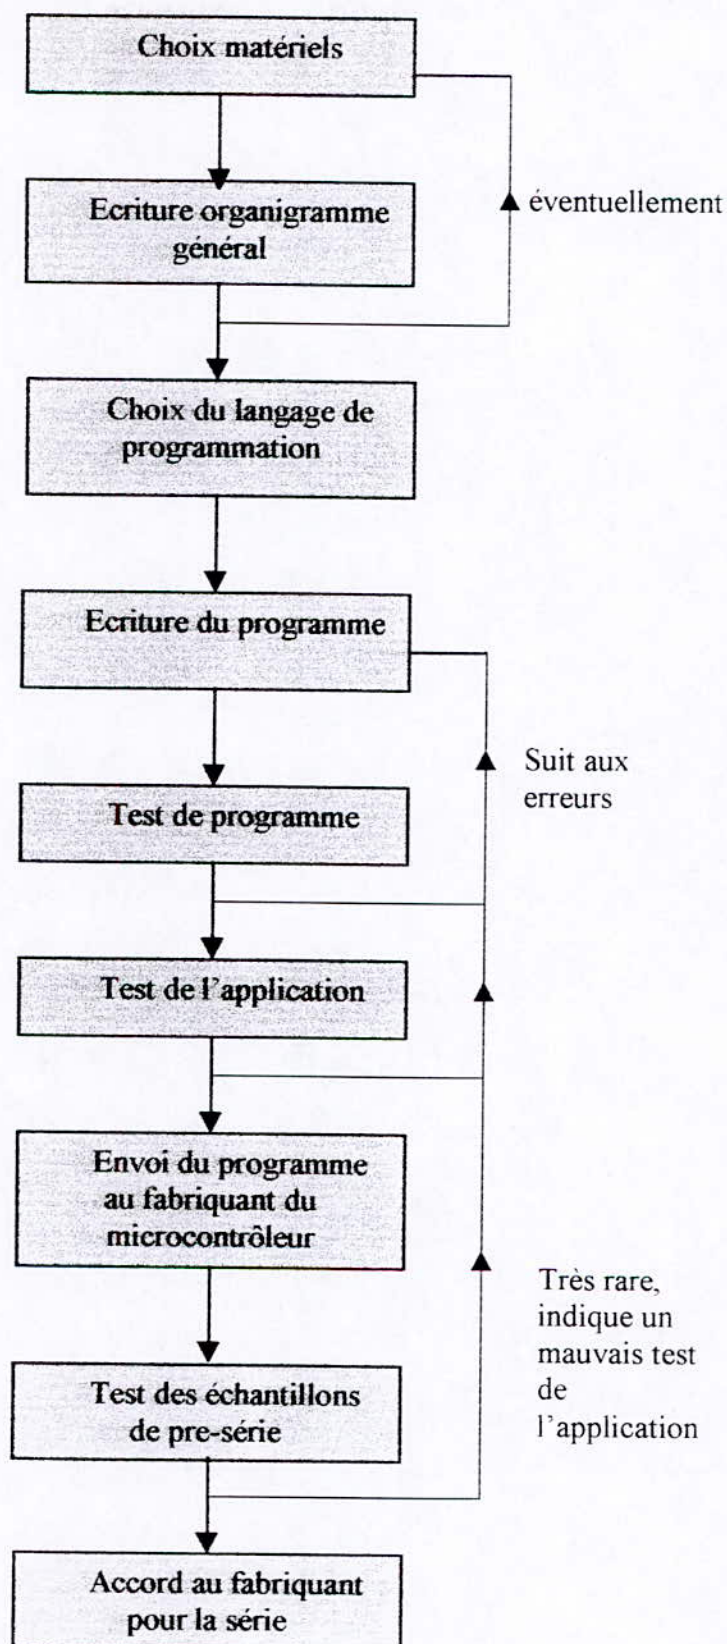 Choix matériels
Ecriture organigramme
général
éventuellement
Choix du langage de
programmation
Ecriture du programme
Suit aux
erreurs
Test de programme
Test de l'application
Envoi du programme
au fabriquant du
microcontrôleur
Très rare,
indique un
mauvais test
de
l'application
Test des échantillons
de pre-série
Accord au fabriquant
pour la série